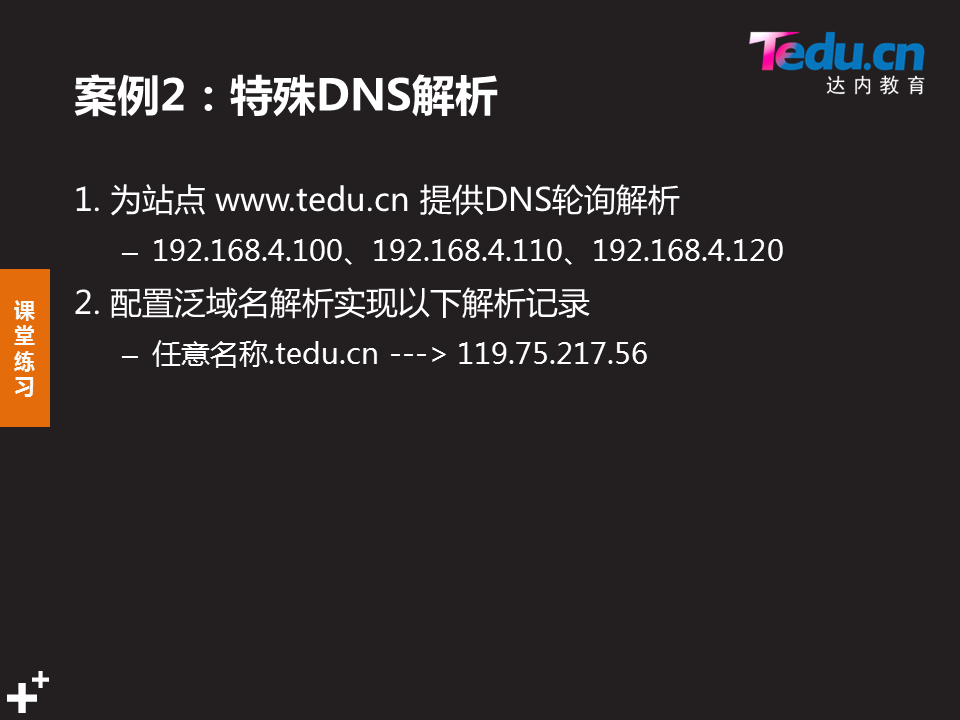 Tedu.cn
达内教育
案例2：特殊DNS解析
1. 为站点 www.tedu.cn 提供DNS轮询解析
– 192.168.4.100、192.168.4.110、192.168.4.120
2. 配置泛域名解析实现以下解析记录
– 任意名称.tedu.cn ---> 119.75.217.56
课
堂
练
习